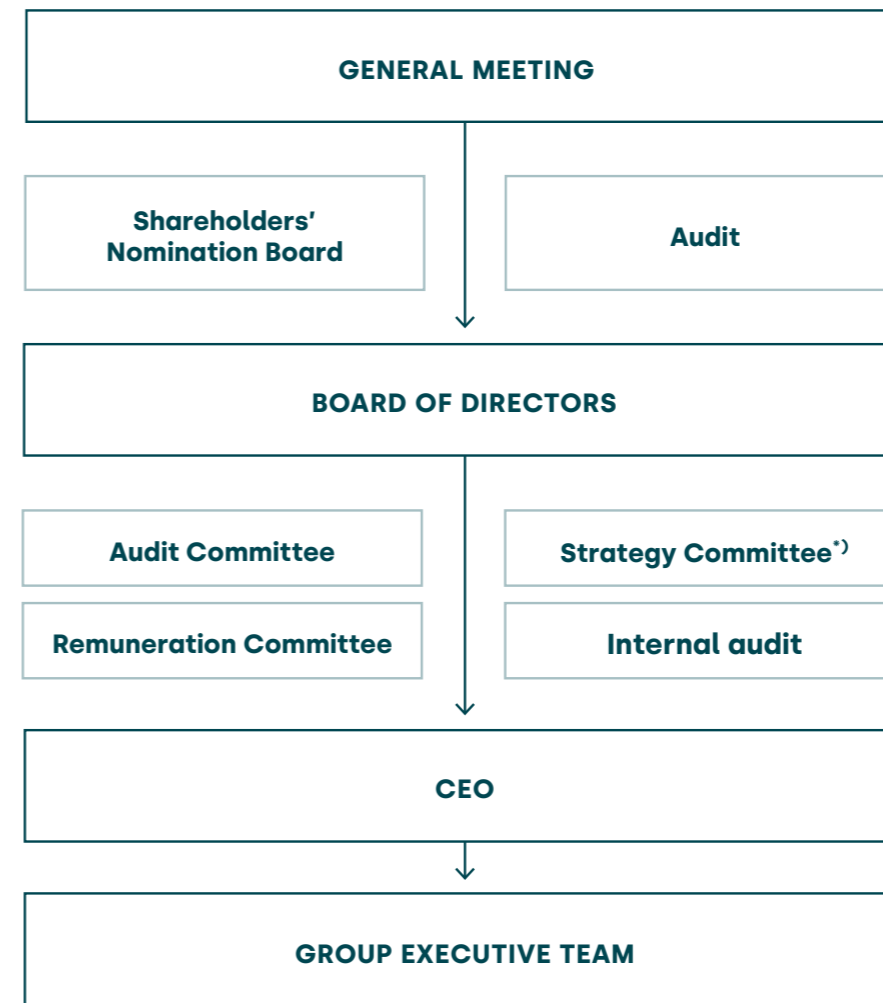 GENERAL MEETING
Shareholders’
Nomination Board
Audit
BOARD OF DIRECTORS
Audit Committee
Strategy Committee*)
Remuneration Committee
Internal audit
CEO
GROUP EXECUTIVE TEAM